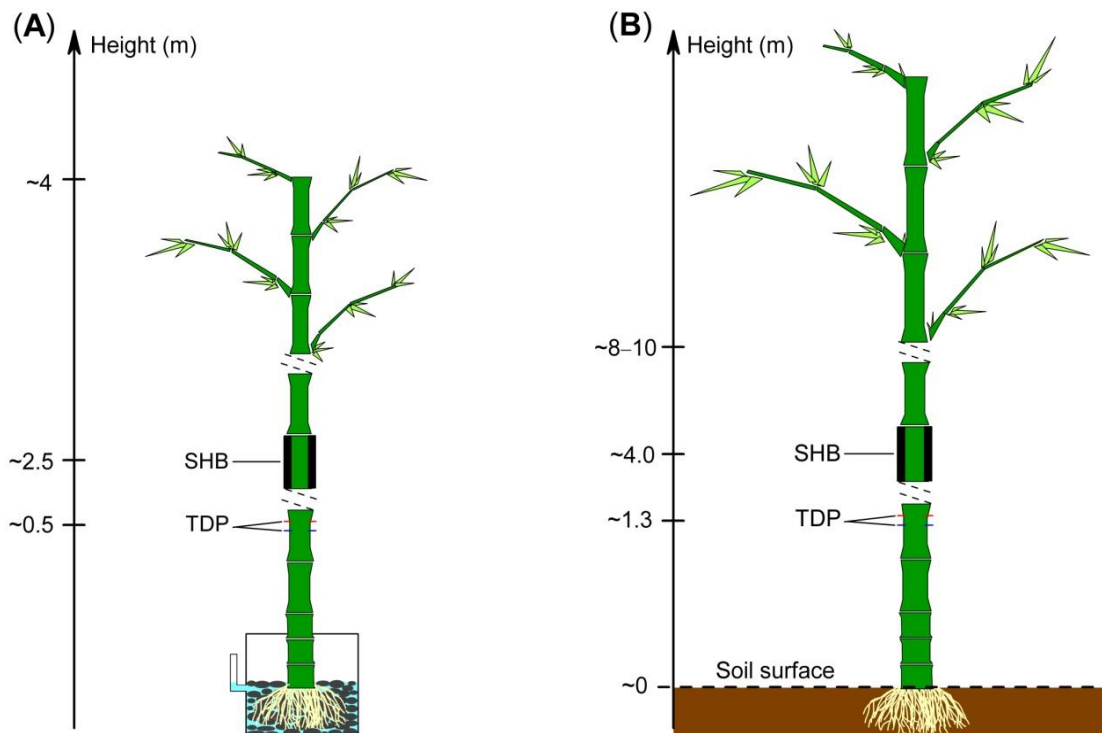 (A)
Height (m)
~4
SHB
~2.5
TDP
~0.5
(B)
Height (m)
~8–10
SHB
~4.0
TDP
~1.3
Soil surface
~0